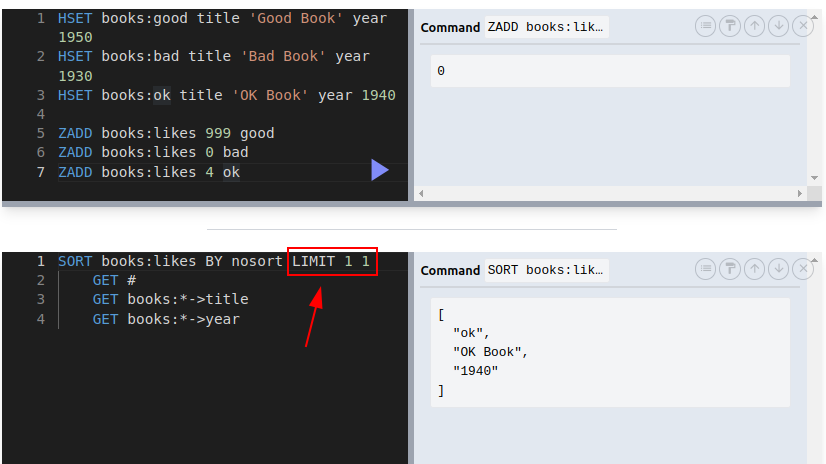 1 HSET books:good title 'Good Book' year
1950
2 HSET books:bad title 'Bad Book' year
1930
3 HSET books:ok title 'OK Book' year 1940
4
5 ZADD books:likes 999 good
6 ZADD books:likes 0 bad
7 ZADD books:likes 4 ok
Command ZADD books:lik…
0
1 SORT books:likes BY nosort LIMIT 1 1
2 GET #
3 GET books:*->title
4 GET books:*->year
Command SORT books:lik…
[
"ok",
"OK Book",
"1940"
]